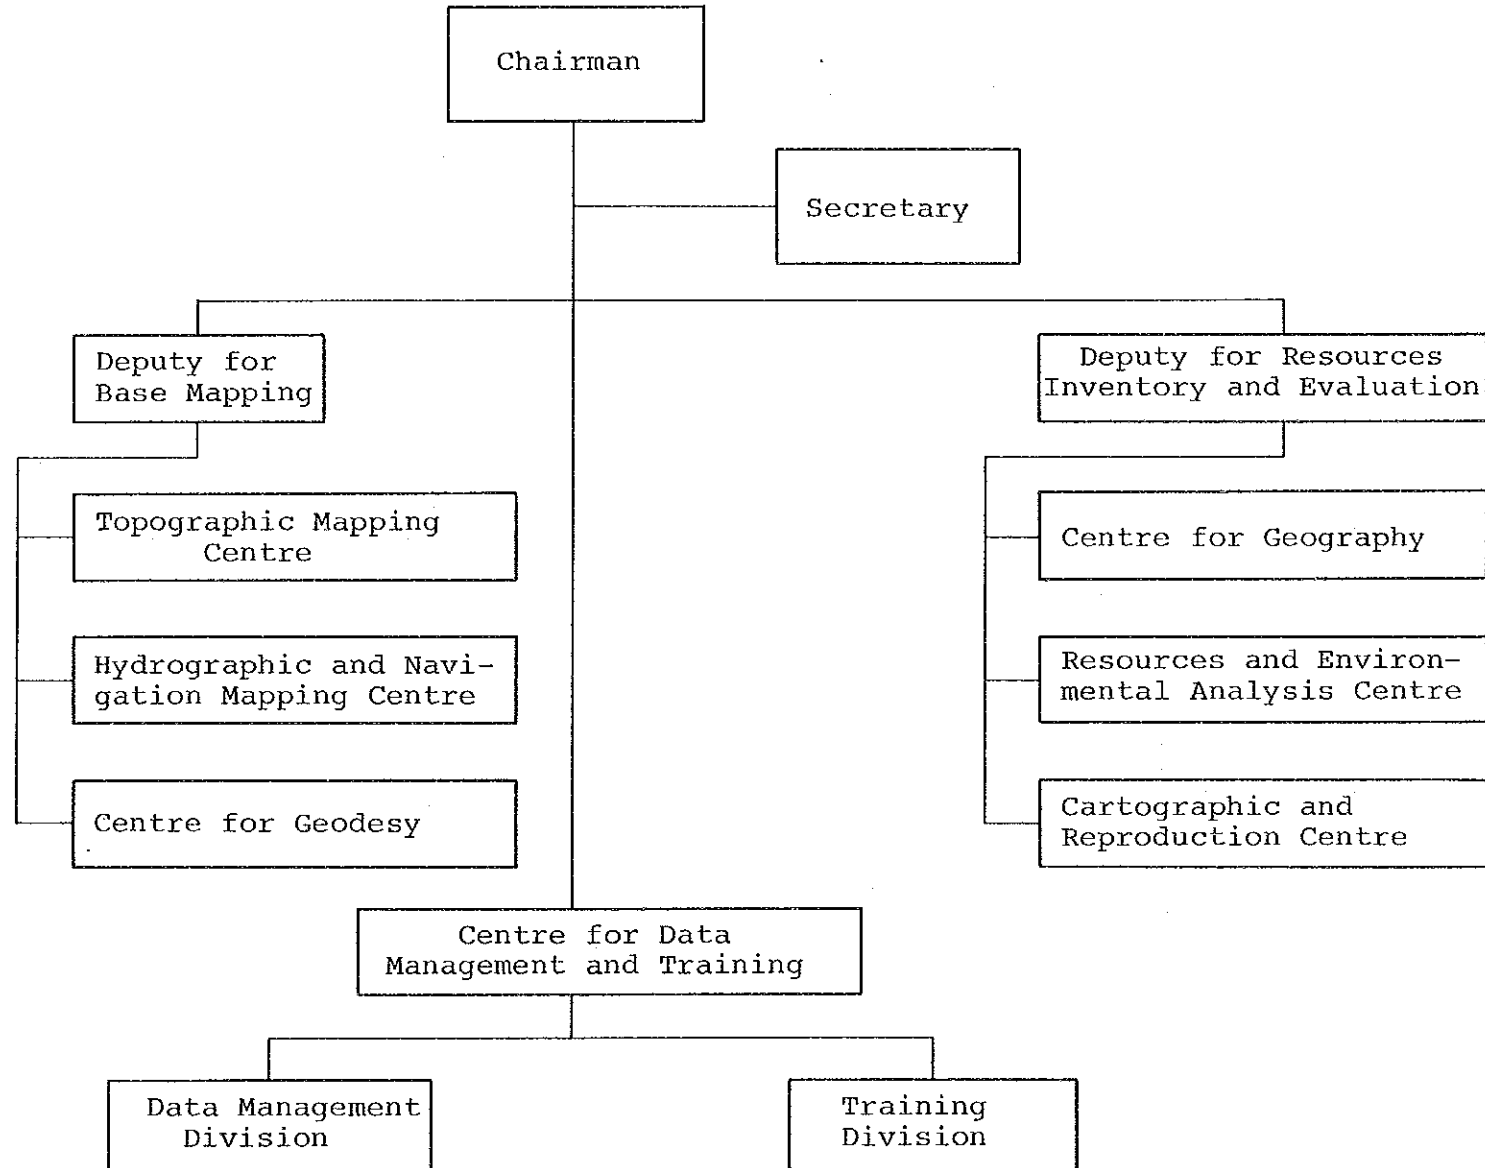 Chairman
Secretary
Deputy for
Base Mapping
Deputy for Resources
Inventory and Evaluation
Topographic Mapping
Centre
Centre for Geography
Hydrographic and Navi-
gation Mapping Centre
Resources and Environ-
mental Analysis Centre
Centre for Geodesy
Cartographic and
Reproduction Centre
Centre for Data
Management and Training
Data Management
Division
Training
Division